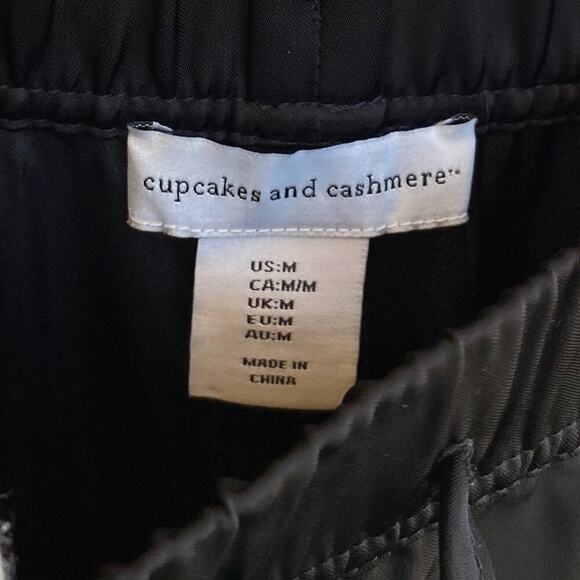 cupcakes and cashmere™
US:M
CA:M/M
UK:M
EU:M
AU:M
MADE IN
CHINA